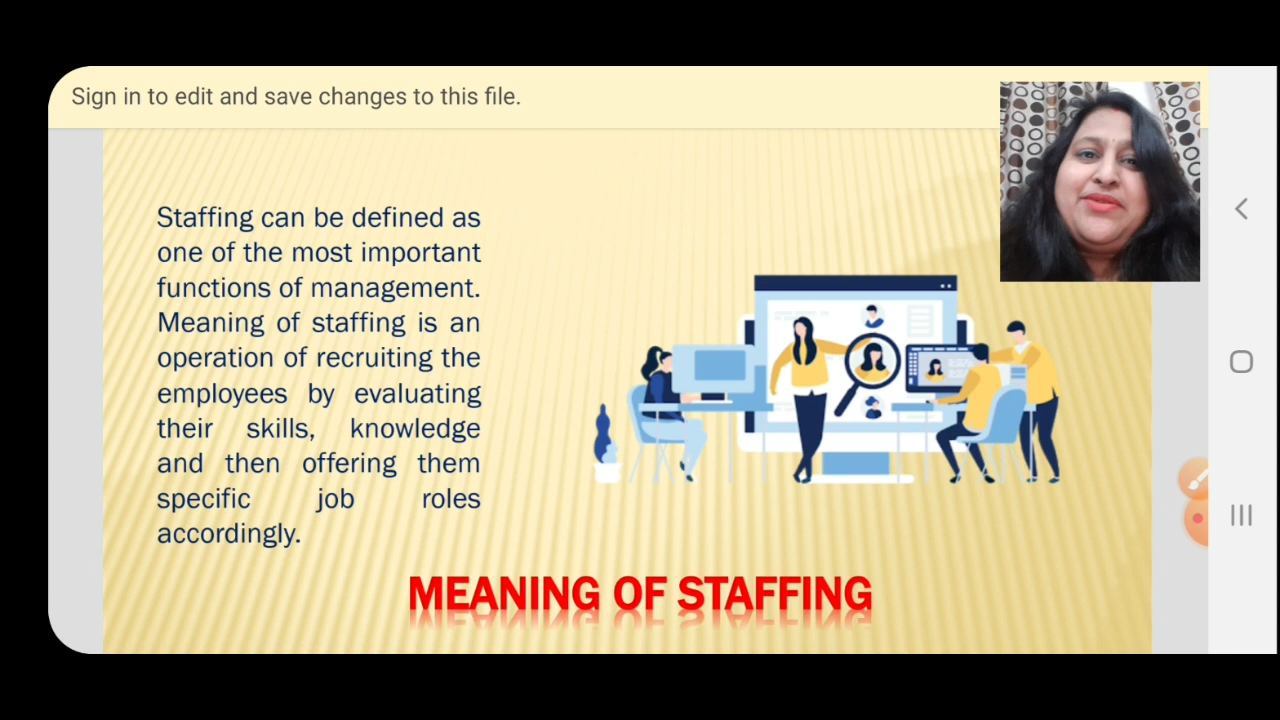 Sign in to edit and save changes to this file.
Staffing can be defined as
one of the most important
functions of management.
Meaning of staffing is an
operation of recruiting the
employees by evaluating
their skills, knowledge
and then offering them
specific job roles
accordingly.
MEANING OF STAFFING